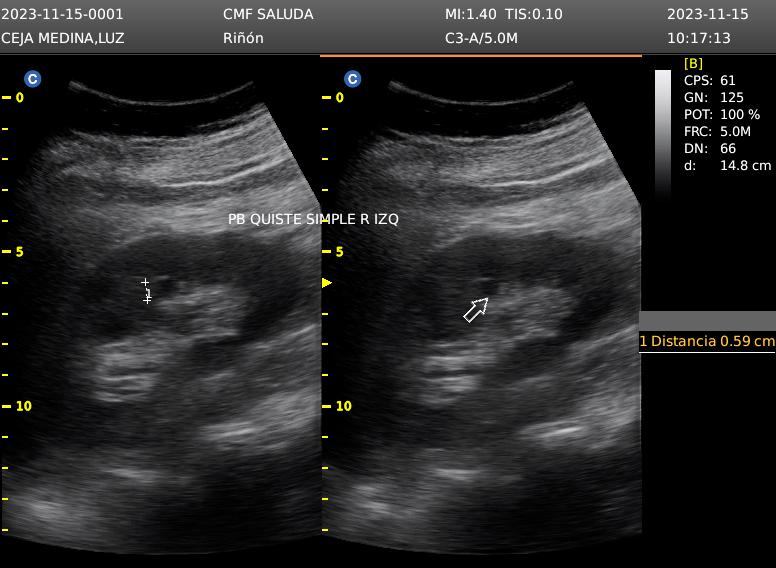 2023-11-15-0001 CMF SALUDA MI:1.40 TIS:0.10 2023-11-15
CEJA MEDINA,LUZ Riñón C3-A/5.0M 10:17:13
C C
[B]
CPS: 61
GN: 125
POT: 100 %
FRC: 5.0M
DN: 66
d: 14.8 cm
0 0
PB QUISTE SIMPLE R IZQ
5 5
1
1 Distancia 0.59 cm
10 10